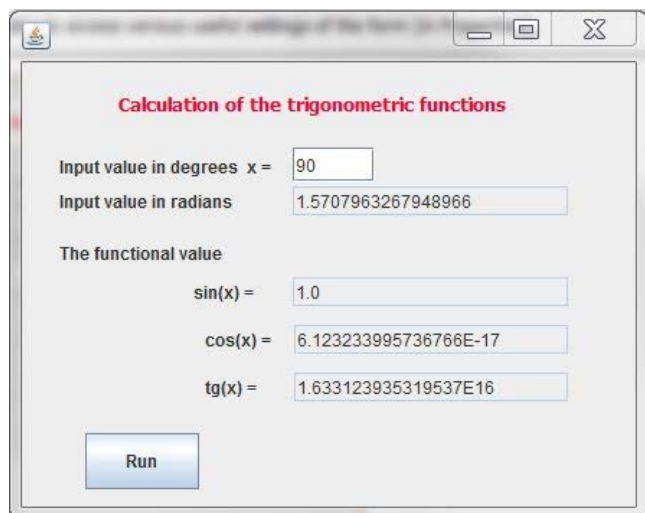 Calculation of the trigonometric functions
Input value in degrees x = 90
Input value in radians 1.5707963267948966
The functional value
sin(x) = 1.0
cos(x) = 6.123233995736766E-17
tg(x) = 1.633123935319537E16
Run